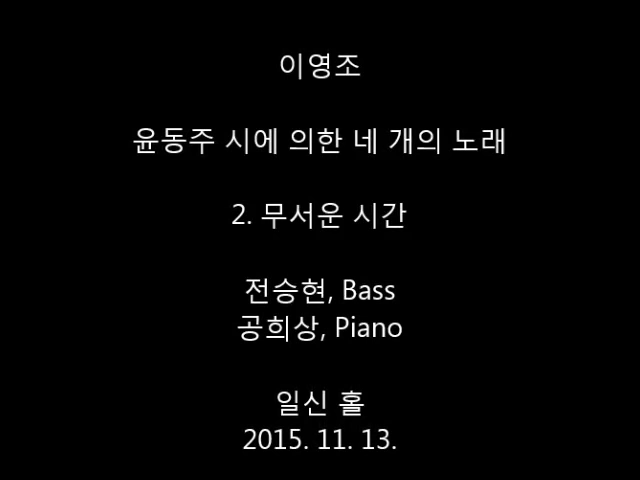 이영조
윤동주 시에 의한 네 개의 노래
2. 무서운 시간
전승현, Bass
공희상, Piano
일신 홀
2015. 11. 13.